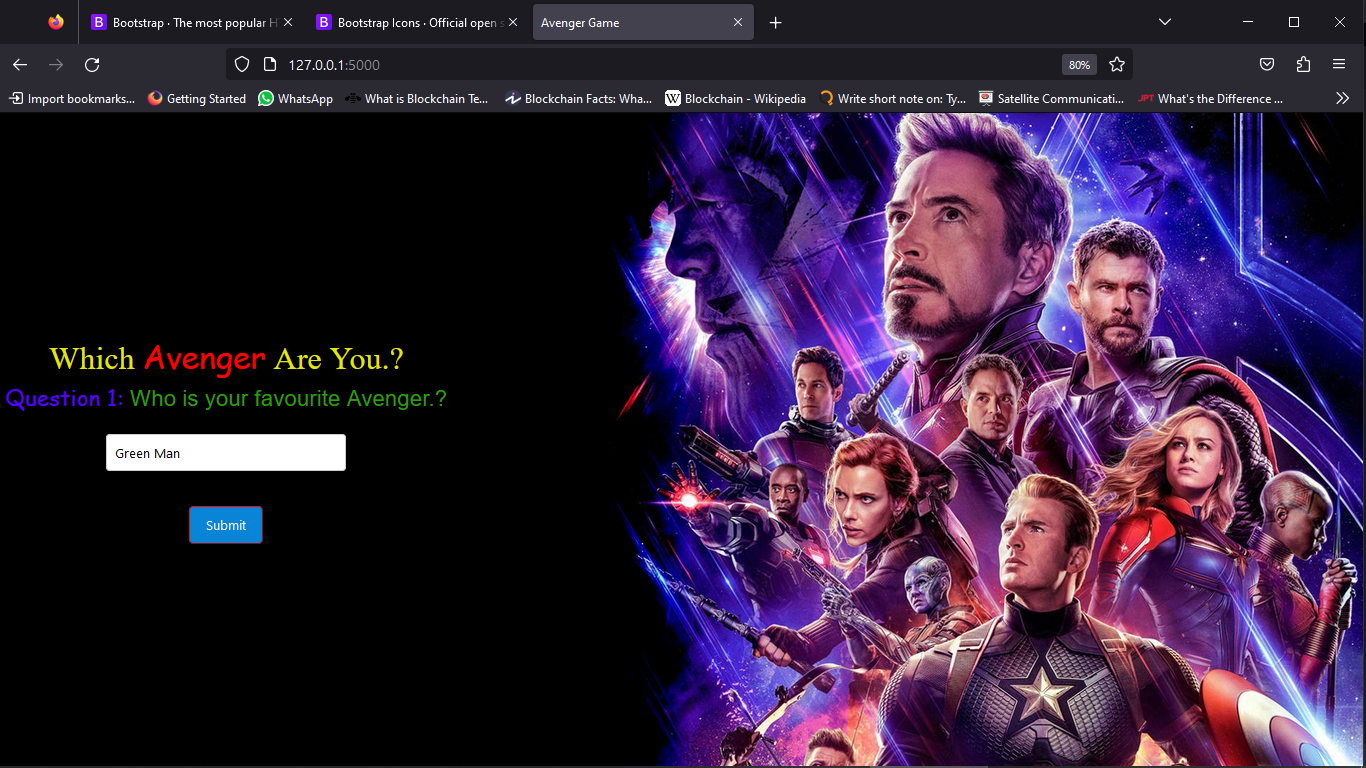 Bootstrap · The most popular H
Bootstrap Icons · Official open s
Avenger Game
127.0.0.1:5000
80%
Import bookmarks...
Getting Started
WhatsApp
What is Blockchain Te...
Blockchain Facts: Wha...
W Blockchain - Wikipedia
Write short note on: Ty...
Satellite Communicati...
JPT What's the Difference ...
Which Avenger Are You.?
Question 1: Who is your favourite Avenger.?
Green Man
Submit